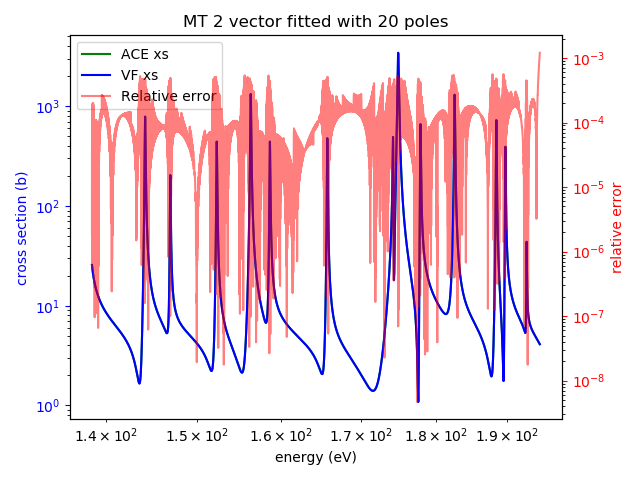 MT 2 vector fitted with 20 poles
ACE xs
VF xs
Relative error
cross section (b)
10³
10²
10¹
10⁰
relative error
10⁻³
10⁻⁴
10⁻⁵
10⁻⁶
10⁻⁷
10⁻⁸
1.4 × 10² 1.5 × 10² 1.6 × 10² 1.7 × 10² 1.8 × 10² 1.9 × 10²
energy (eV)